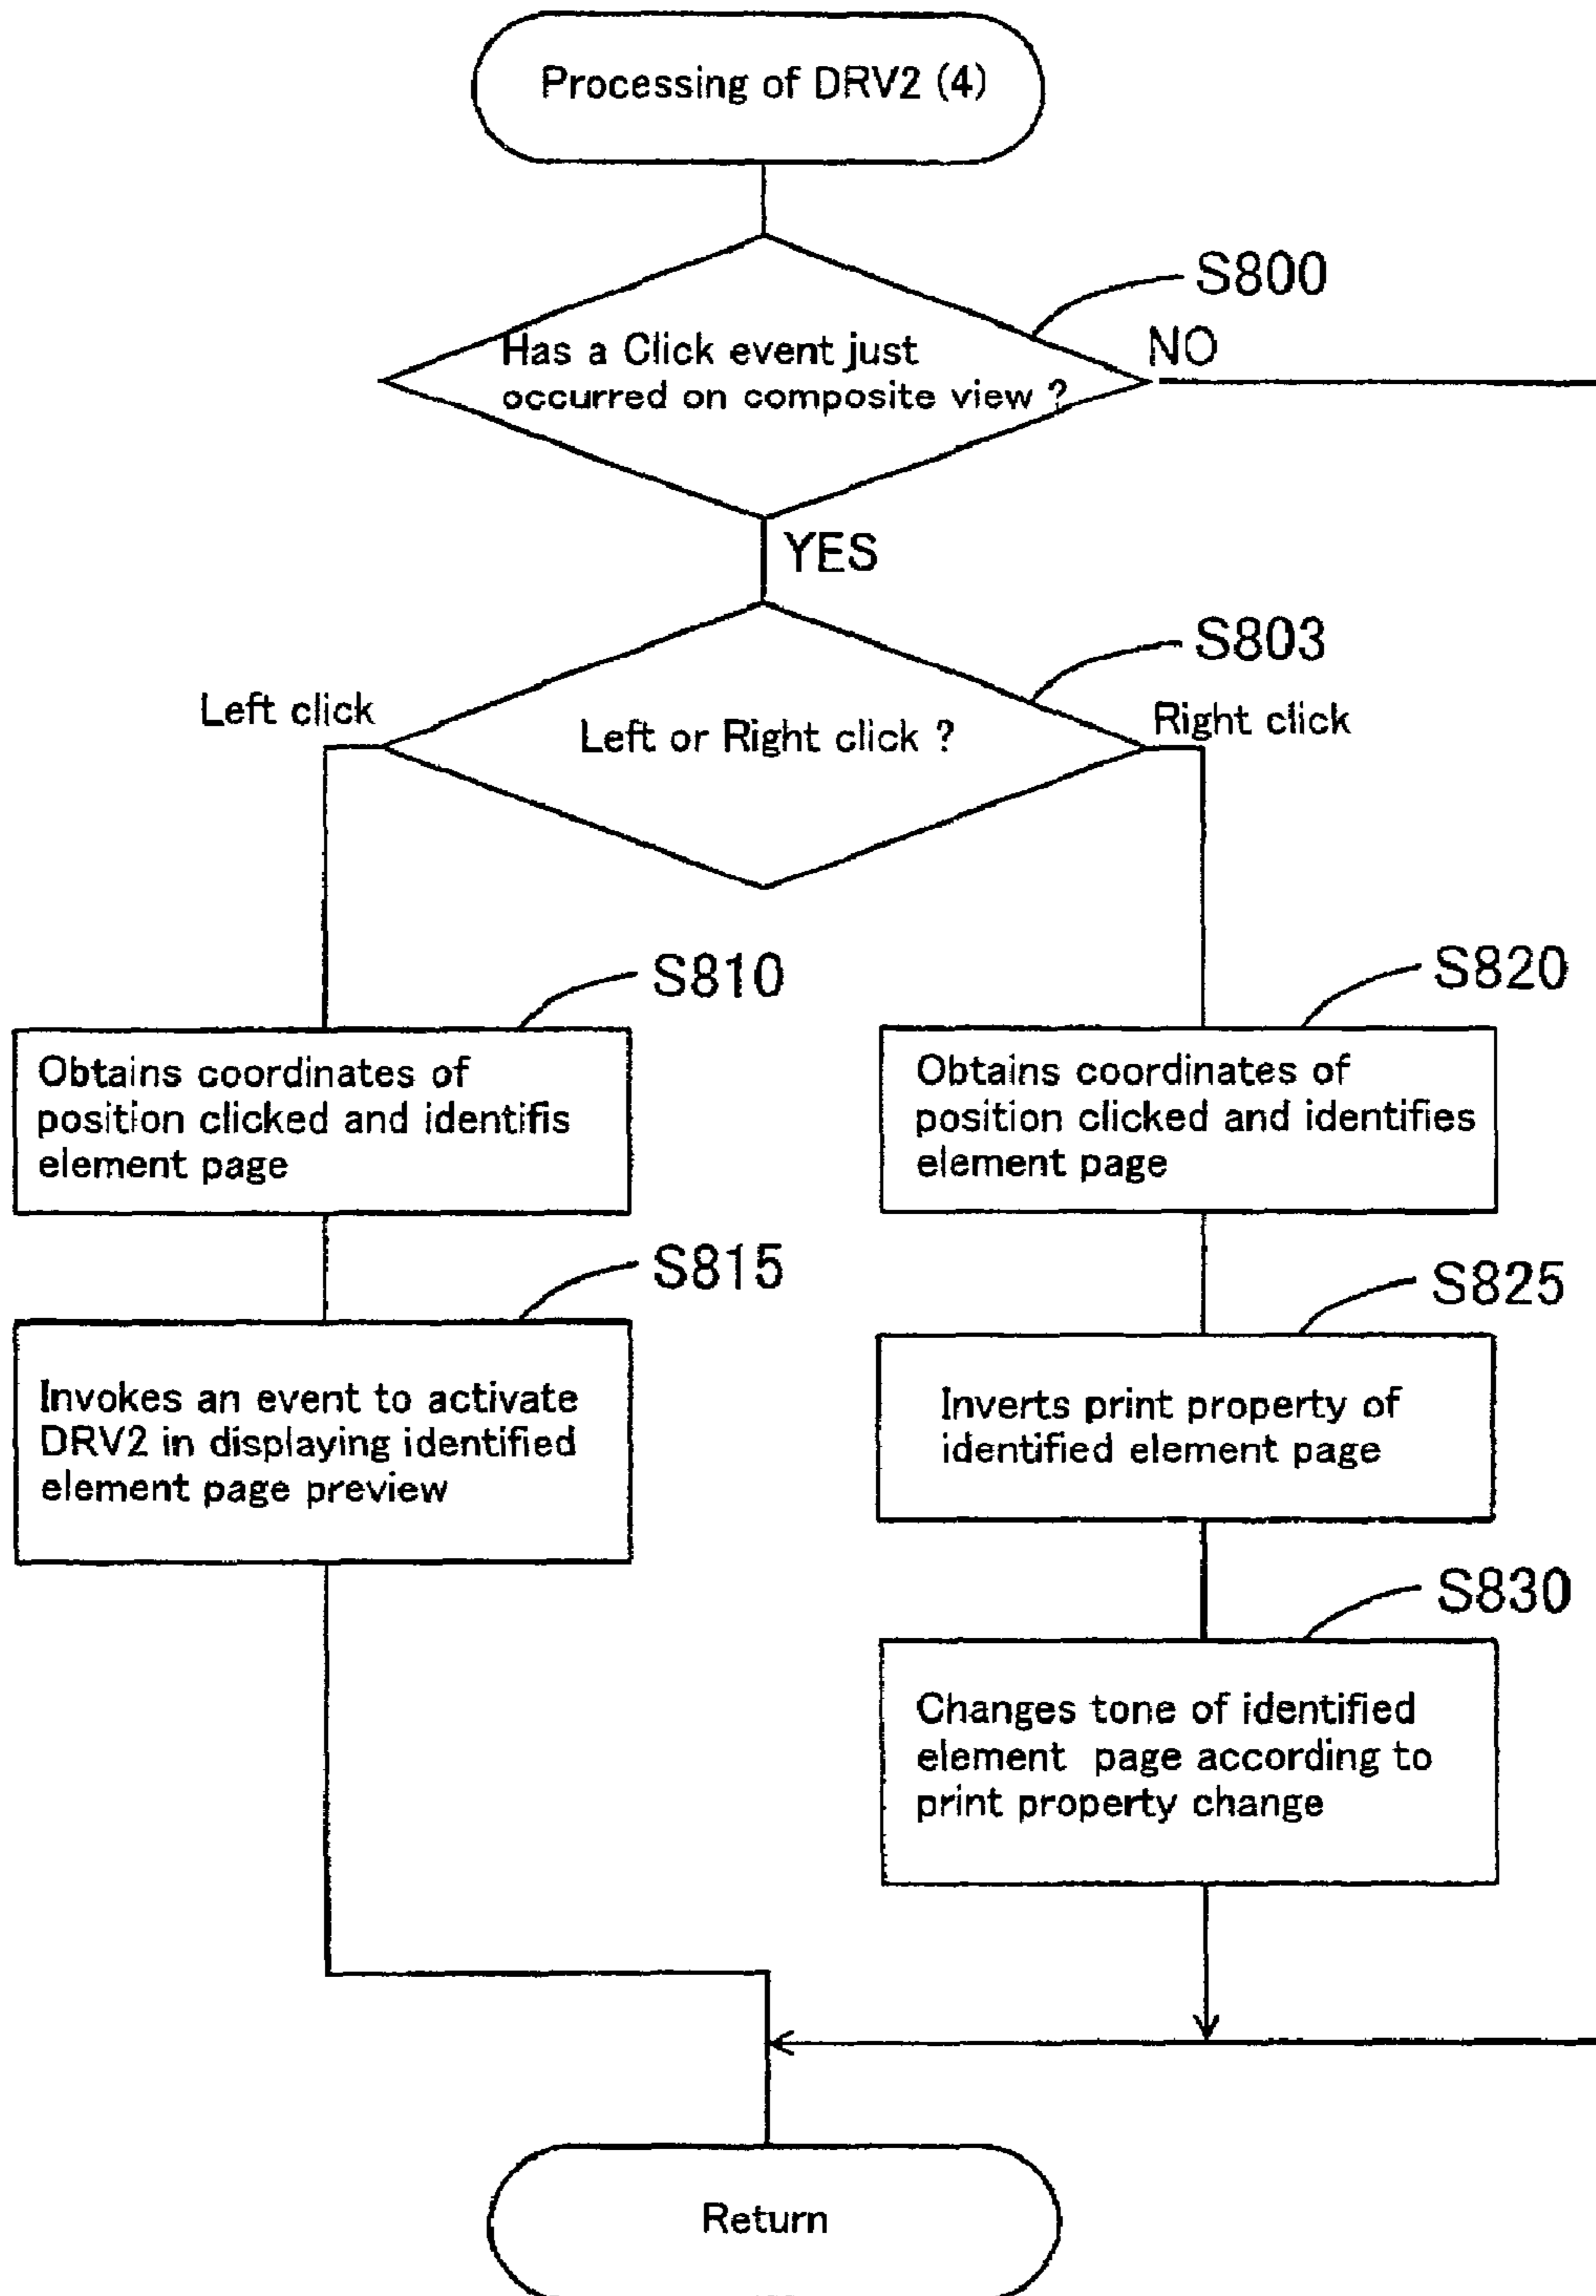 Processing of DRV2 (4)
S800
Has a Click event just
occurred on composite view ?
NO
YES
S803
Left click
Left or Right click ?
Right click
S810
Obtains coordinates of
position clicked and identifis
element page
S815
Invokes an event to activate
DRV2 in displaying identified
element page preview
S820
Obtains coordinates of
position clicked and identifies
element page
S825
Inverts print property of
identified element page
S830
Changes tone of identified
element page according to
print property change
Return